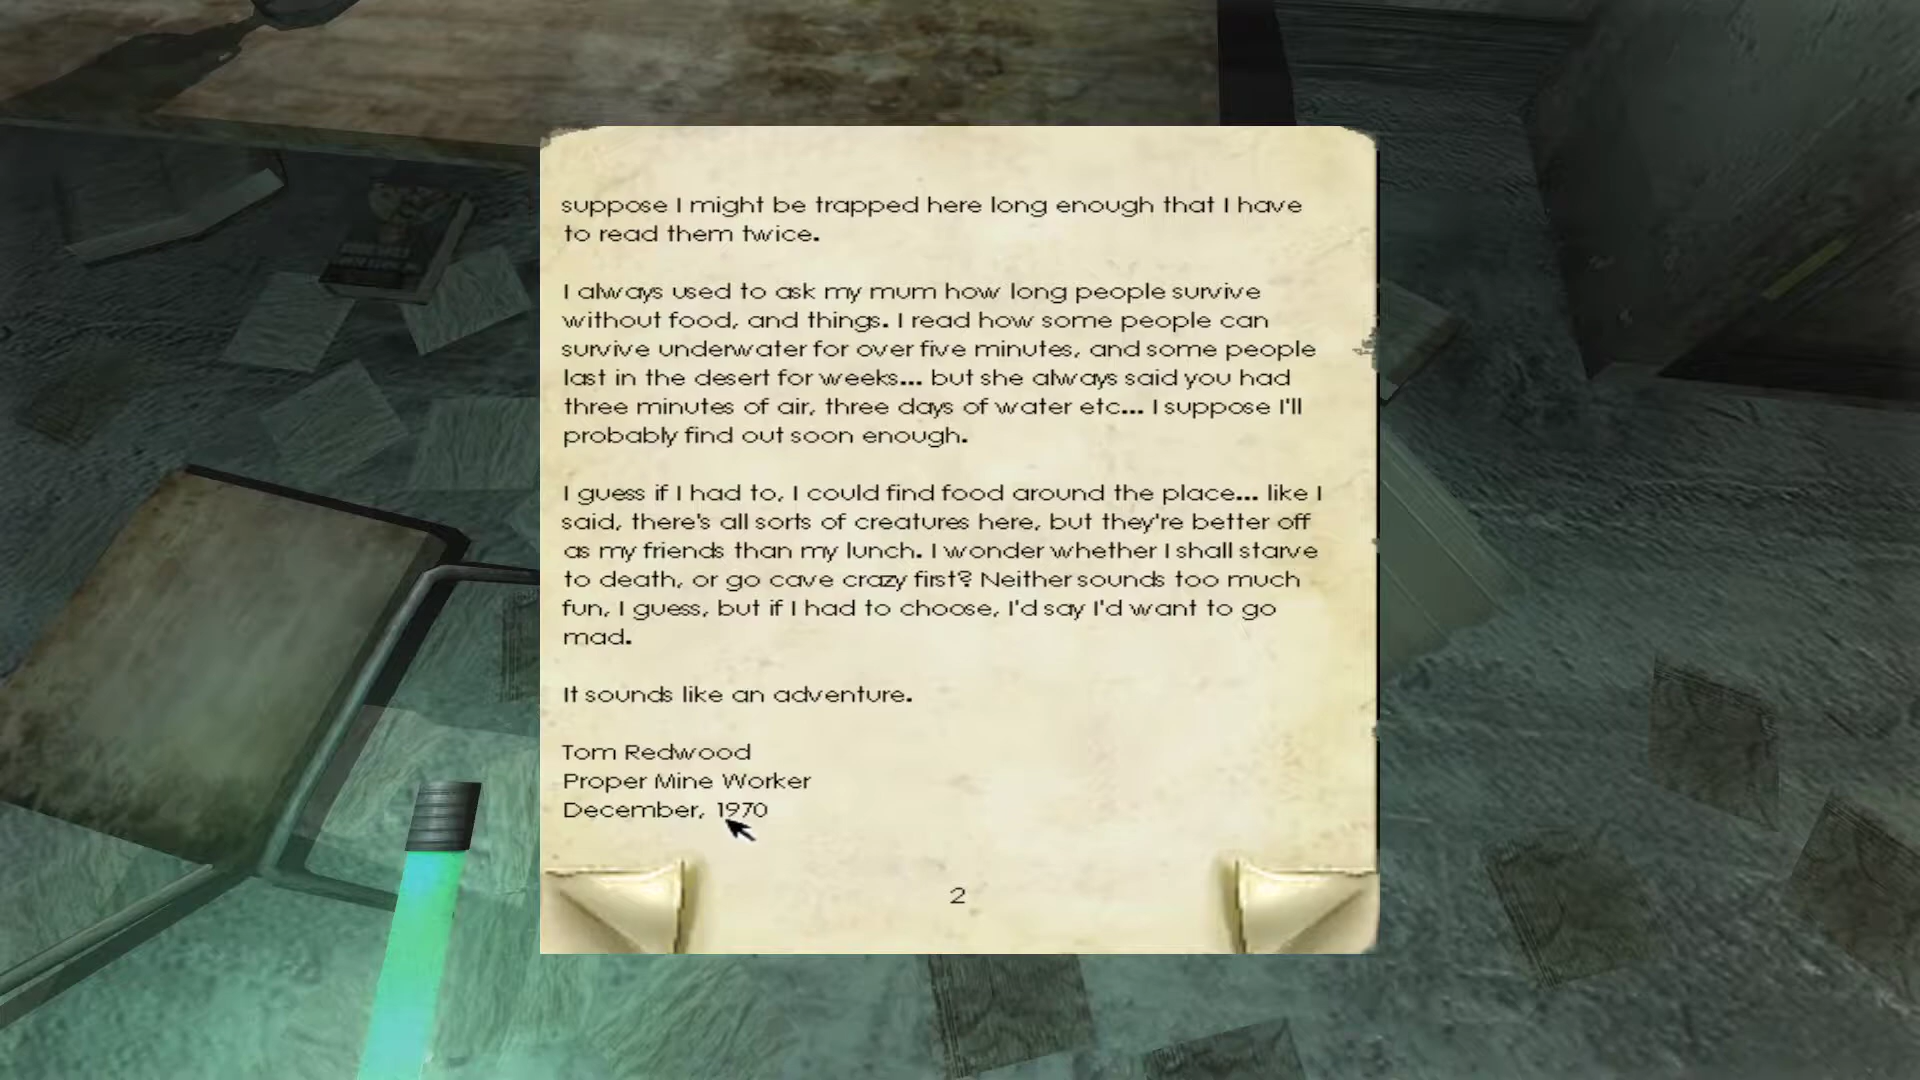 suppose I might be trapped here long enough that I have
to read them twice.
I always used to ask my mum how long people survive
without food, and things. I read how some people can
survive underwater for over five minutes, and some people
last in the desert for weeks... but she always said you had
three minutes of air, three days of water etc... I suppose I'll
probably find out soon enough.
I guess if I had to, I could find food around the place... like I
said, there's all sorts of creatures here, but they're better off
as my friends than my lunch. I wonder whether I shall starve
to death, or go cave crazy first? Neither sounds too much
fun, I guess, but if I had to choose, I'd say I'd want to go
mad.
It sounds like an adventure.
Tom Redwood
Proper Mine Worker
December, 1970
2